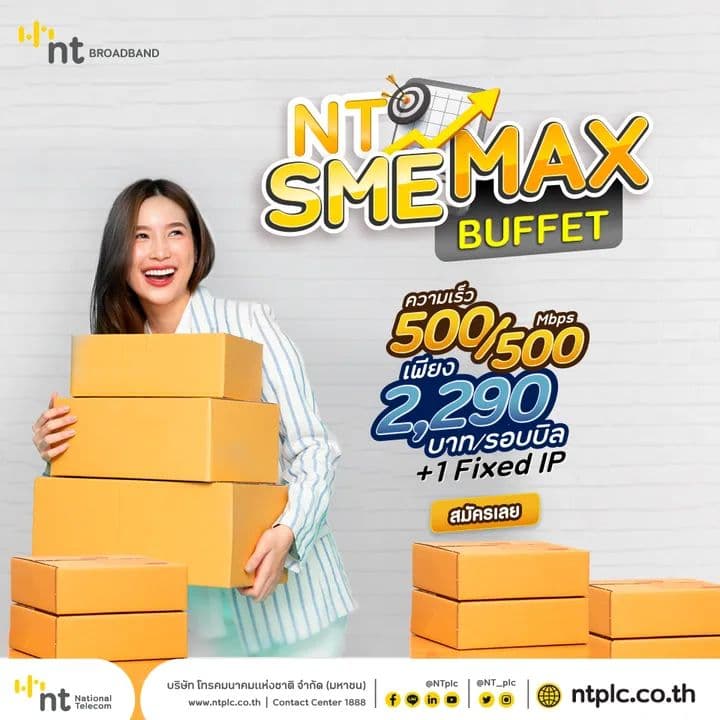 nt BROADBAND
NT
SME MAX
BUFFET
ความเร็ว
500/500 Mbps
เพียง
2,290
บาท/รอบบิล
+1 Fixed IP
สมัครเลย
nt National Telecom
บริษัท โทรคมนาคมแห่งชาติ จำกัด (มหาชน)
www.ntplc.co.th | Contact Center 1888
@NTplc
@NT_plc
ntplc.co.th